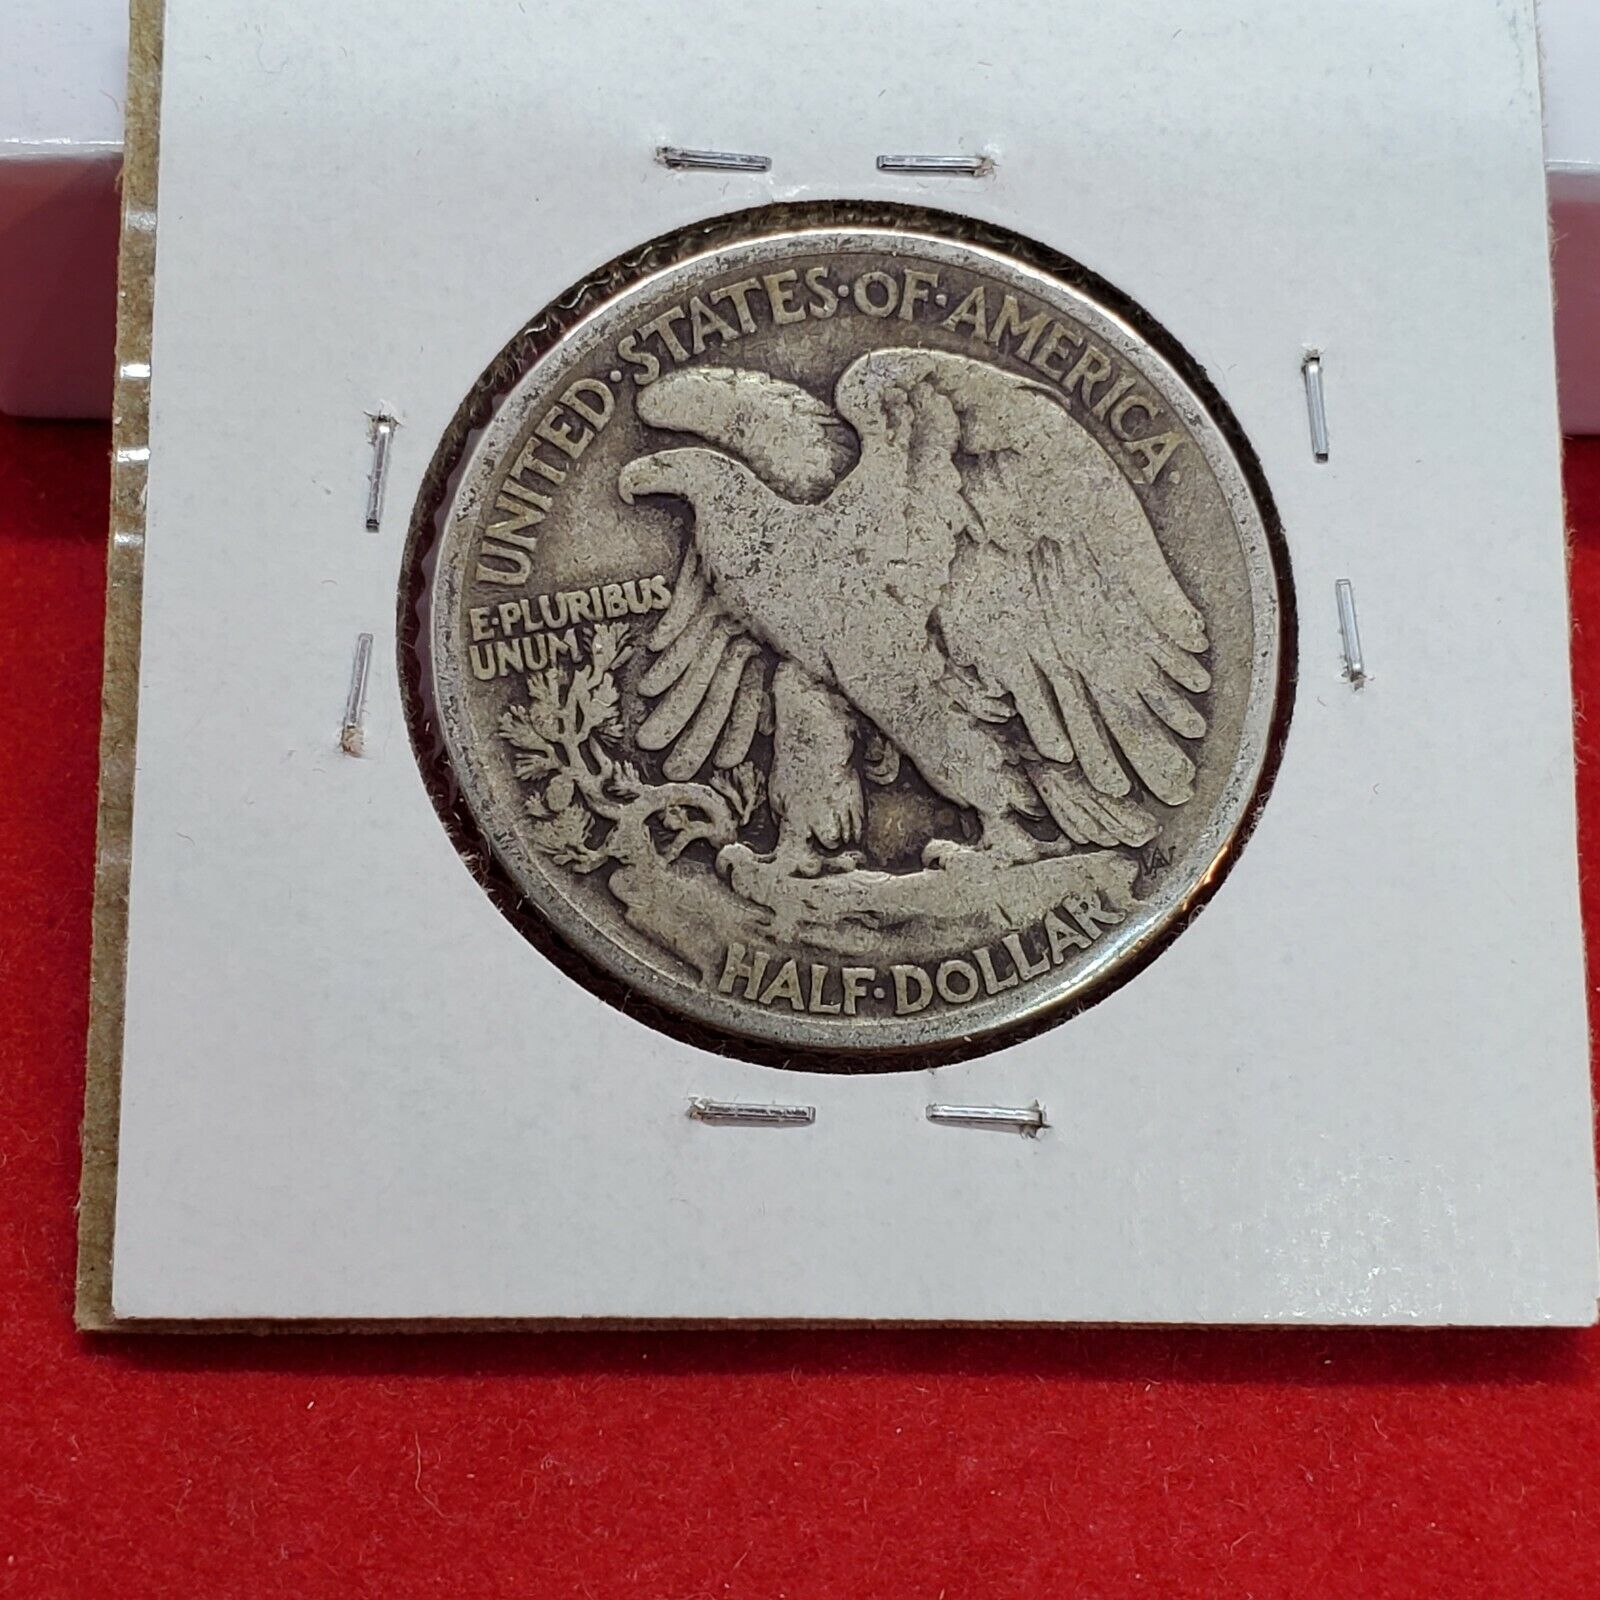 UNITED·STATES·OF·AMERICA·
E·PLURIBUS
UNUM
AW
HALF·DOLLAR